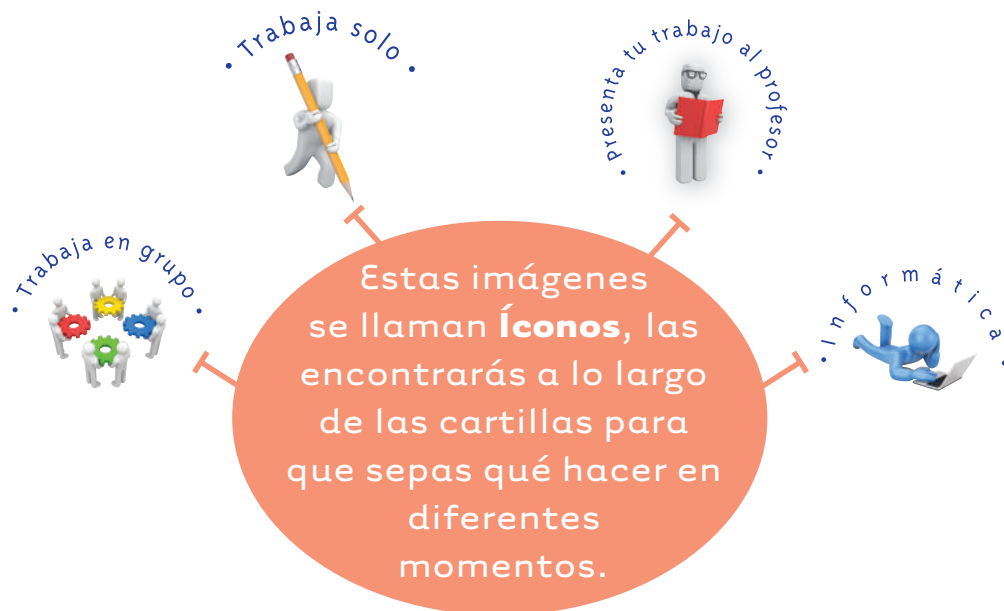 • Trabaja solo •
• Presenta tu trabajo al profesor •
• Trabaja en grupo •
• Informática •
Estas imágenes
se llaman Íconos, las
encontrarás a lo largo
de las cartillas para
que sepas qué hacer en
diferentes
momentos.